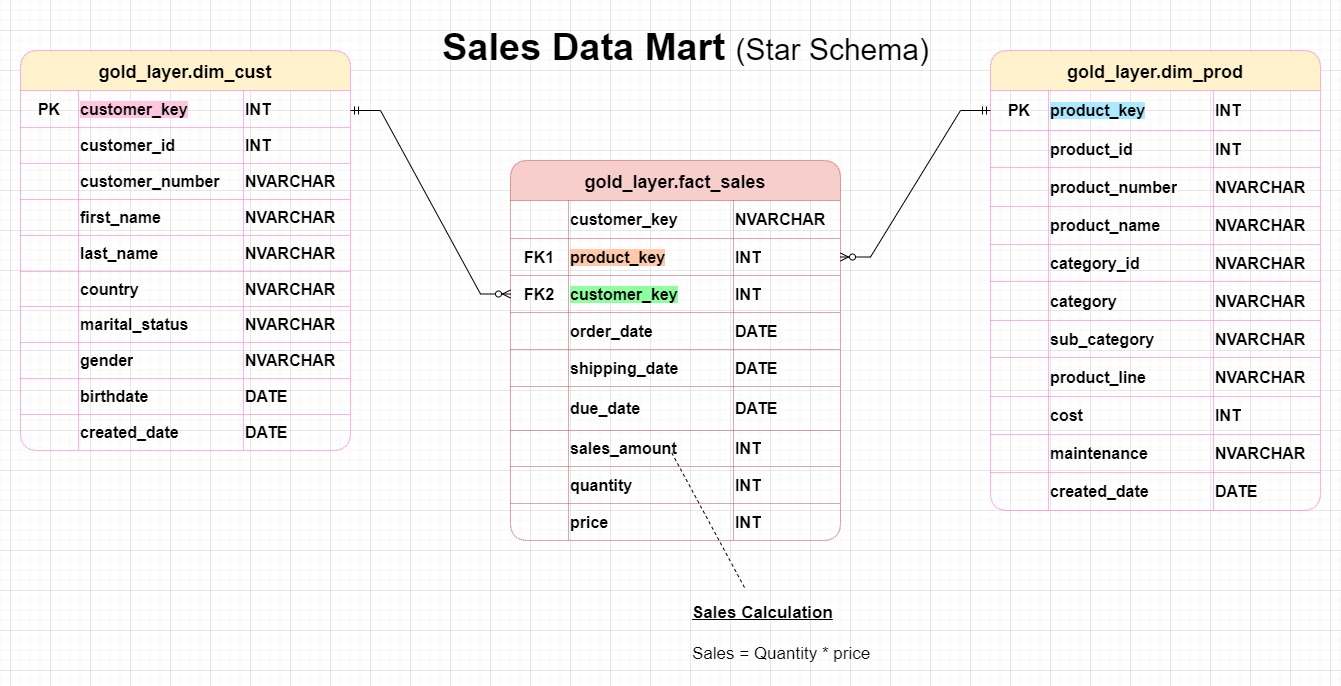 Sales Data Mart (Star Schema)
gold_layer.dim_cust
PK customer_key INT
customer_id INT
customer_number NVARCHAR
first_name NVARCHAR
last_name NVARCHAR
country NVARCHAR
marital_status NVARCHAR
gender NVARCHAR
birthdate DATE
created_date DATE
gold_layer.fact_sales
customer_key NVARCHAR
FK1 product_key INT
FK2 customer_key INT
order_date DATE
shipping_date DATE
due_date DATE
sales_amount INT
quantity INT
price INT
Sales Calculation
Sales = Quantity * price
gold_layer.dim_prod
PK product_key INT
product_id INT
product_number NVARCHAR
product_name NVARCHAR
category_id NVARCHAR
category NVARCHAR
sub_category NVARCHAR
product_line NVARCHAR
cost INT
maintenance NVARCHAR
created_date DATE